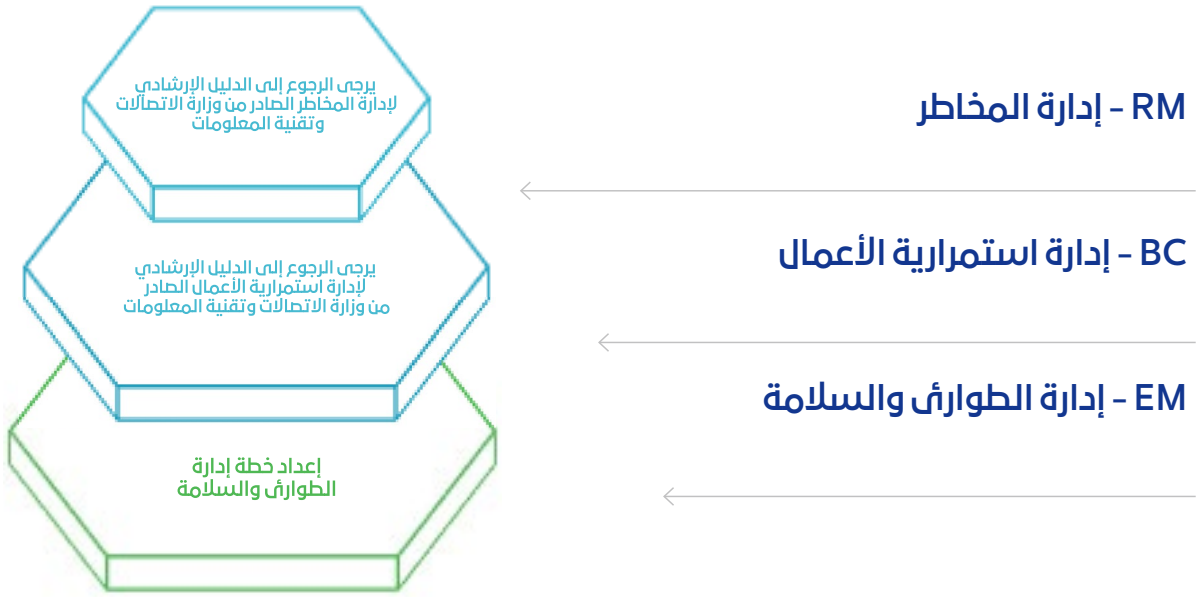 RM – إدارة المخاطر
يرجى الرجوع إلى الدليل الإرشادي
لإدارة المخاطر الصادر من وزارة الاتصالات
وتقنية المعلومات
BC – إدارة استمرارية الأعمال
يرجى الرجوع إلى الدليل الإرشادي
لإدارة استمرارية الأعمال الصادر
من وزارة الاتصالات وتقنية المعلومات
EM – إدارة الطوارئ والسلامة
إعداد خطة إدارة
الطوارئ والسلامة